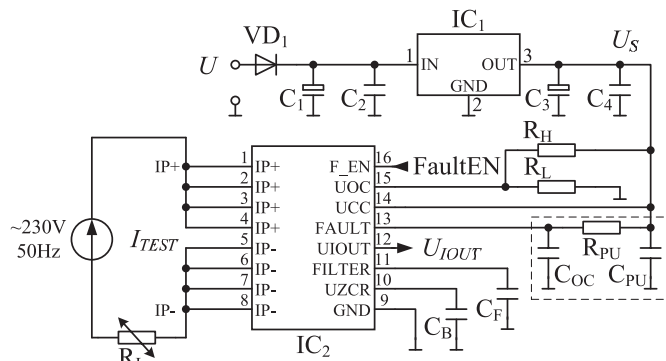 IC1
VD1
U
1 IN OUT 3
GND
2
US
C1
C2
C3
C4
RH
RL
IP+ 1 IP+ F_EN 16 FaultEN
2 IP+ UOC 15
3 IP+ UCC 14
4 IP+ FAULT 13
~230V
50Hz
ITEST
5 IP- UIOUT 12 UIOUT
IP- 6 IP- FILTER 11
7 IP- UZCR 10
IP- 8 IP- GND 9
RPU
COC
CPU
CB
CF
IC2